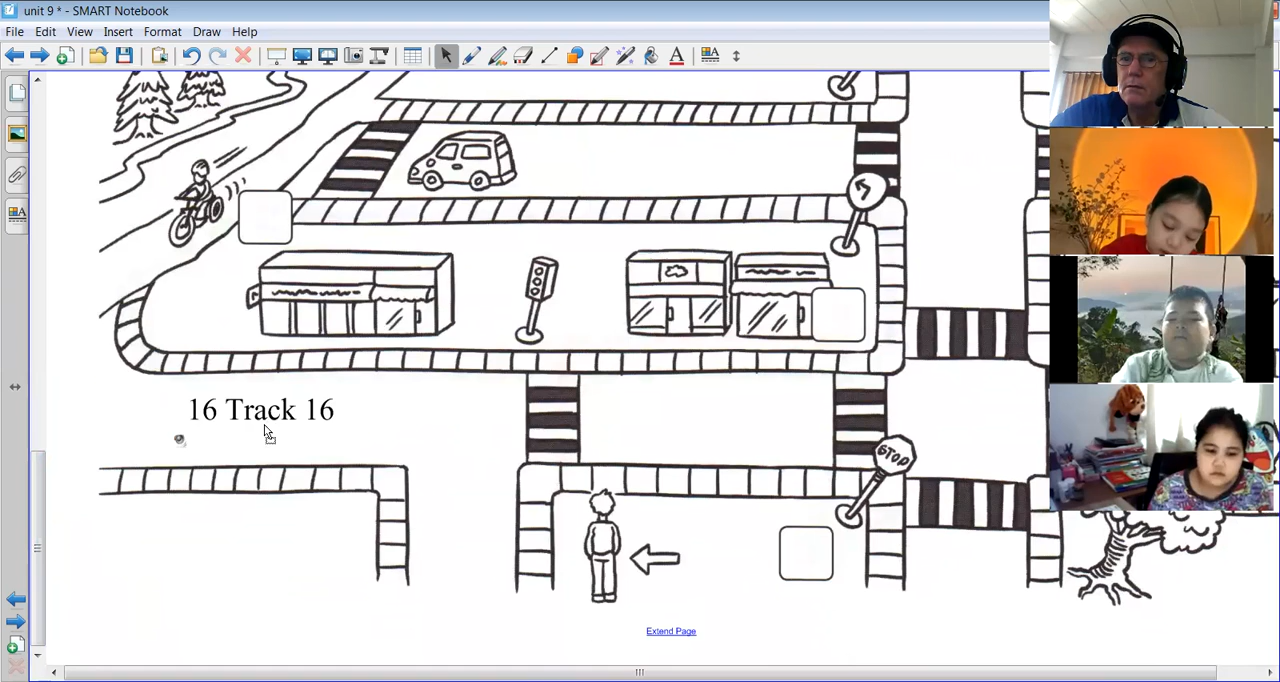 unit 9 * - SMART Notebook
File Edit View Insert Format Draw Help
16 Track 16
STOP
Extend Page